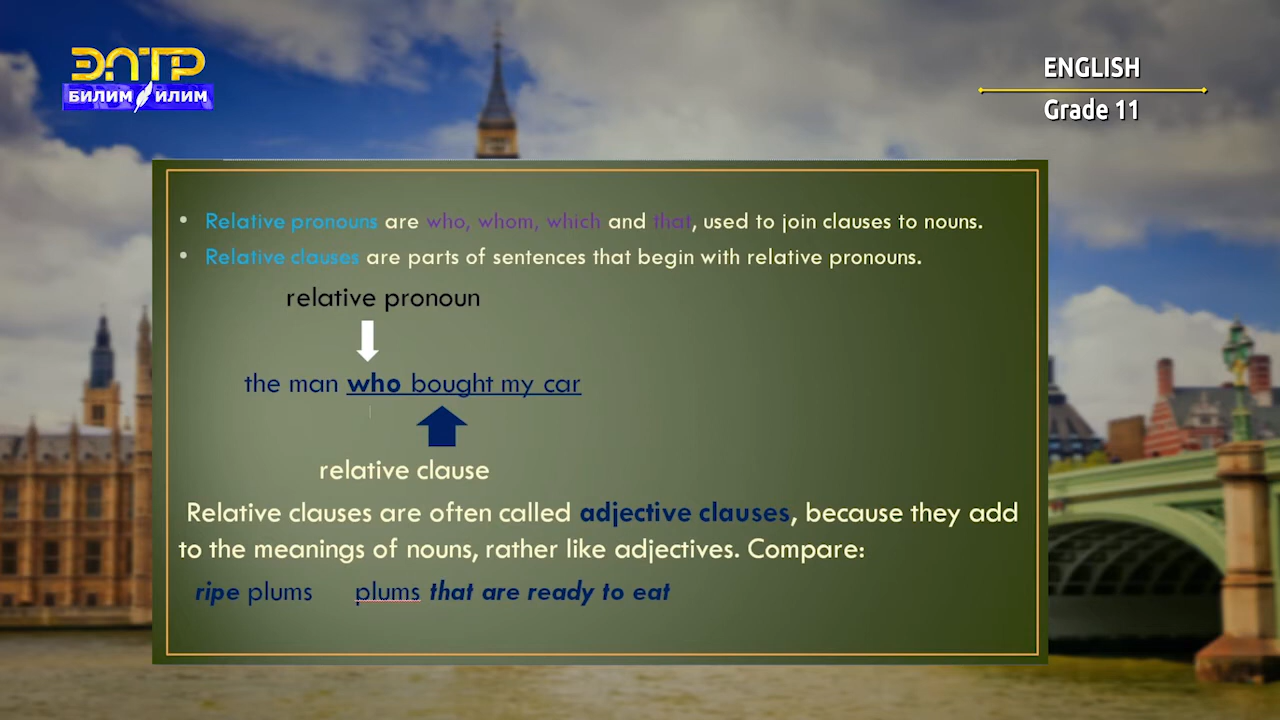 ЭЛТР
БИЛИМ ИЛИМ
ENGLISH
Grade 11
• Relative pronouns are who, whom, which and that, used to join clauses to nouns.
• Relative clauses are parts of sentences that begin with relative pronouns.
relative pronoun
the man who bought my car
relative clause
Relative clauses are often called adjective clauses, because they add
to the meanings of nouns, rather like adjectives. Compare:
ripe plums plums that are ready to eat